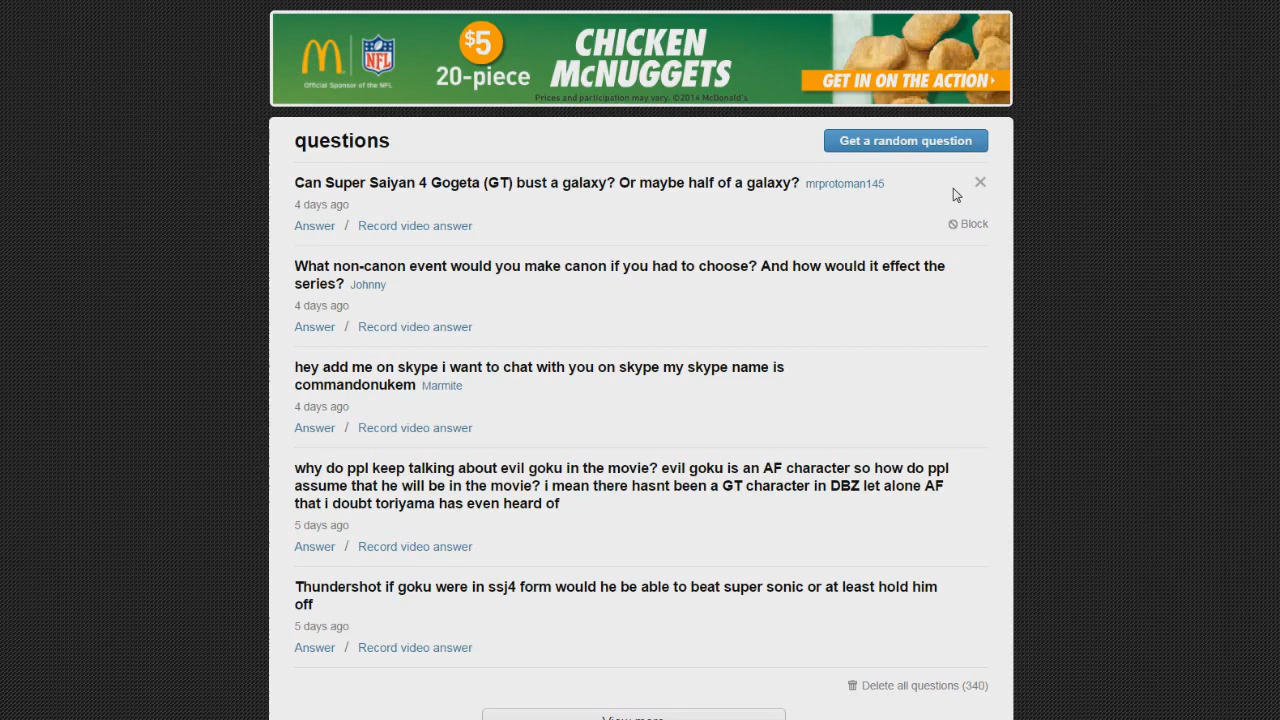 $5
20-piece
CHICKEN
McNUGGETS
NFL
Official Sponsor of the NFL
GET IN ON THE ACTION
Prices and participation may vary. ©2014 McDonald's
questions
Get a random question
Can Super Saiyan 4 Gogeta (GT) bust a galaxy? Or maybe half of a galaxy? mrprotoman145
4 days ago
Answer / Record video answer
Block
What non-canon event would you make canon if you had to choose? And how would it effect the
series? Johnny
4 days ago
Answer / Record video answer
hey add me on skype i want to chat with you on skype my skype name is
commandonukem Marmite
4 days ago
Answer / Record video answer
why do ppl keep talking about evil goku in the movie? evil goku is an AF character so how do ppl
assume that he will be in the movie? i mean there hasnt been a GT character in DBZ let alone AF
that i doubt toriyama has even heard of
5 days ago
Answer / Record video answer
Thundershot if goku were in ssj4 form would he be able to beat super sonic or at least hold him
off
5 days ago
Answer / Record video answer
Delete all questions (340)
View more